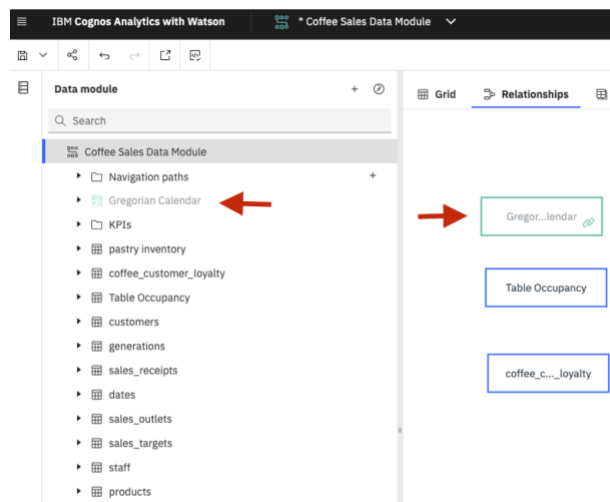 IBM Cognos Analytics with Watson
* Coffee Sales Data Module
Data module
Grid
Relationships
Search
Coffee Sales Data Module
Navigation paths
Gregorian Calendar
KPIs
pastry inventory
coffee_customer_loyalty
Table Occupancy
customers
generations
sales_receipts
dates
sales_outlets
sales_targets
staff
products
Gregor...lendar
Table Occupancy
coffee_c..._loyalty